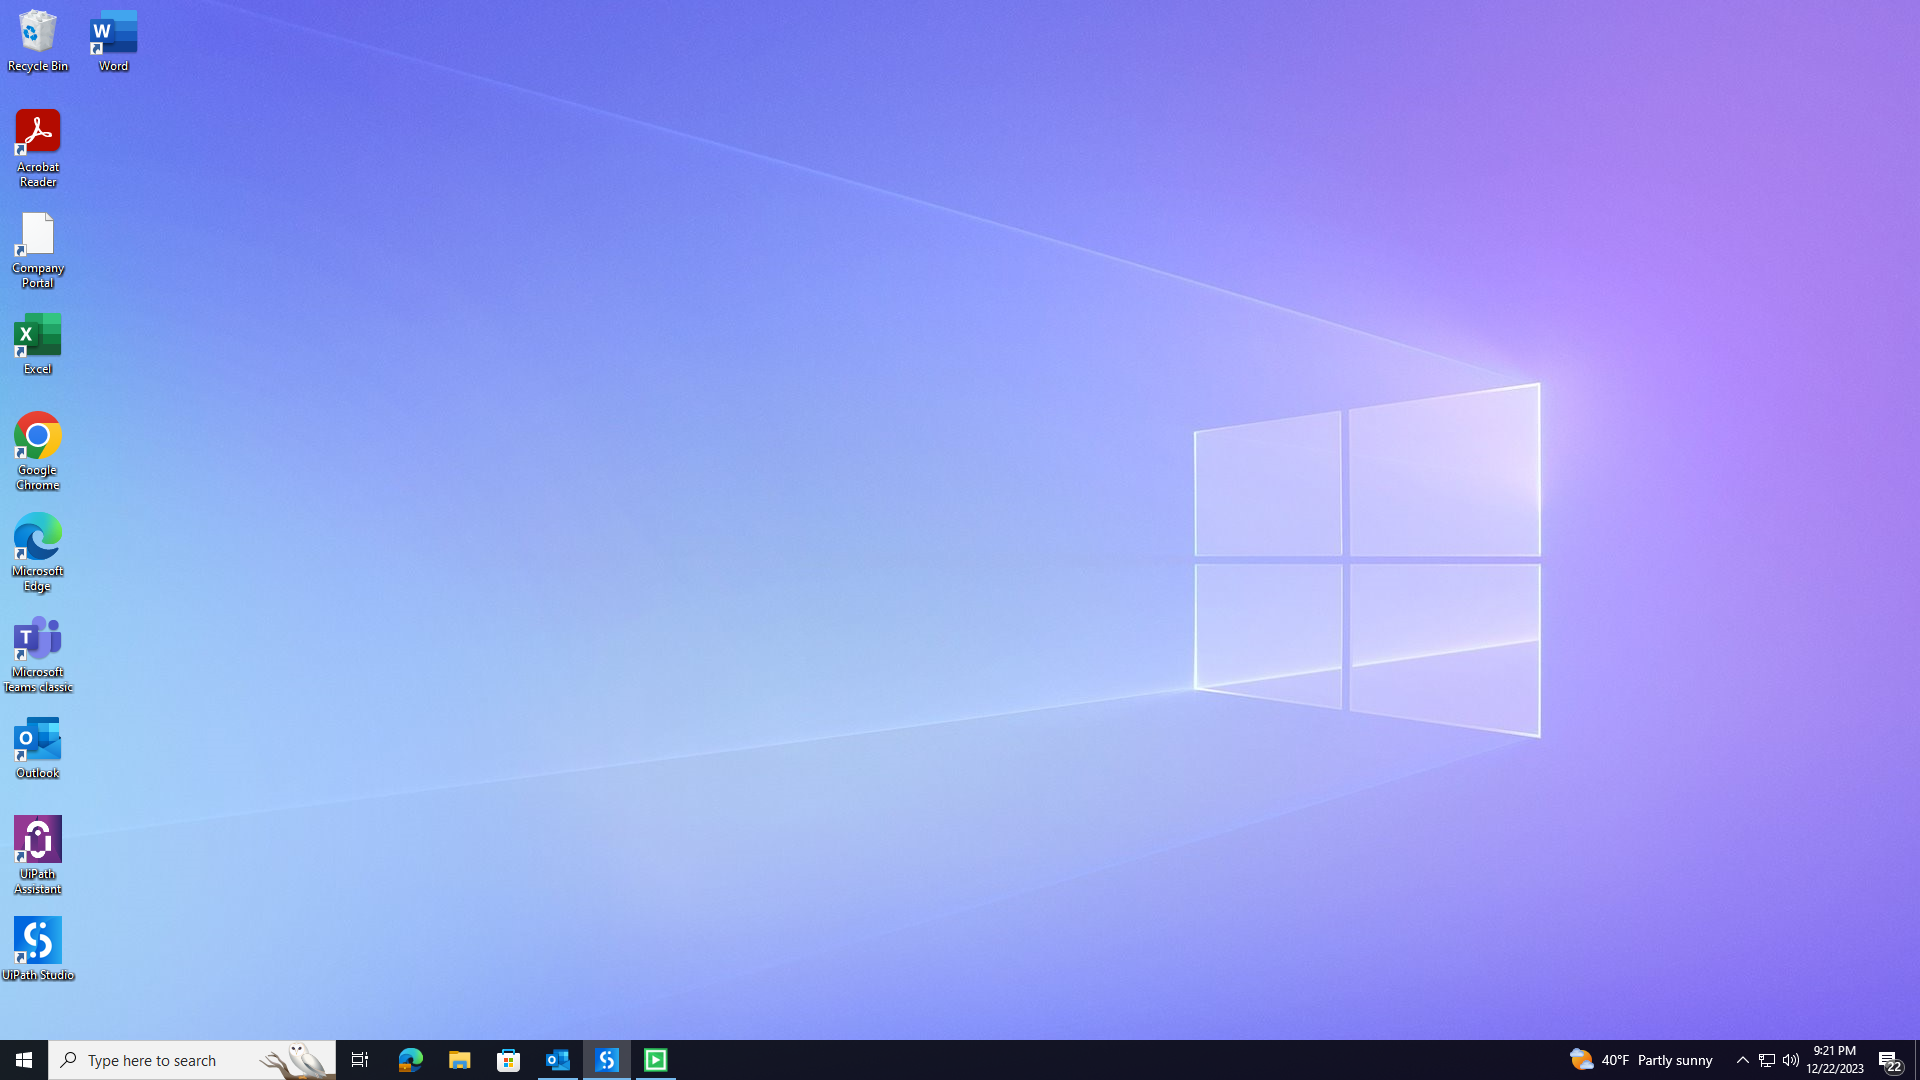 Recycle Bin
Word
Acrobat
Reader
Company
Portal
Excel
Google
Chrome
Microsoft
Edge
Microsoft
Teams classic
Outlook
UiPath
Assistant
UiPath Studio
Type here to search
40°F Partly sunny
9:21 PM
12/22/2023
22